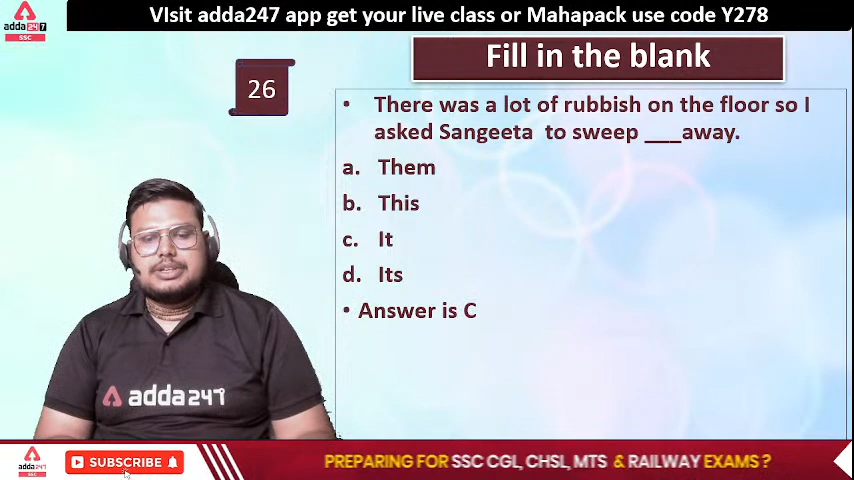 VIsit adda247 app get your live class or Mahapack use code Y278
adda247
SSC
Fill in the blank
26
• There was a lot of rubbish on the floor so I
asked Sangeeta to sweep ___away.
a. Them
b. This
c. It
d. Its
• Answer is C
adda247
adda247
SSC
SUBSCRIBE
PREPARING FOR SSC CGL, CHSL, MTS & RAILWAY EXAMS ?